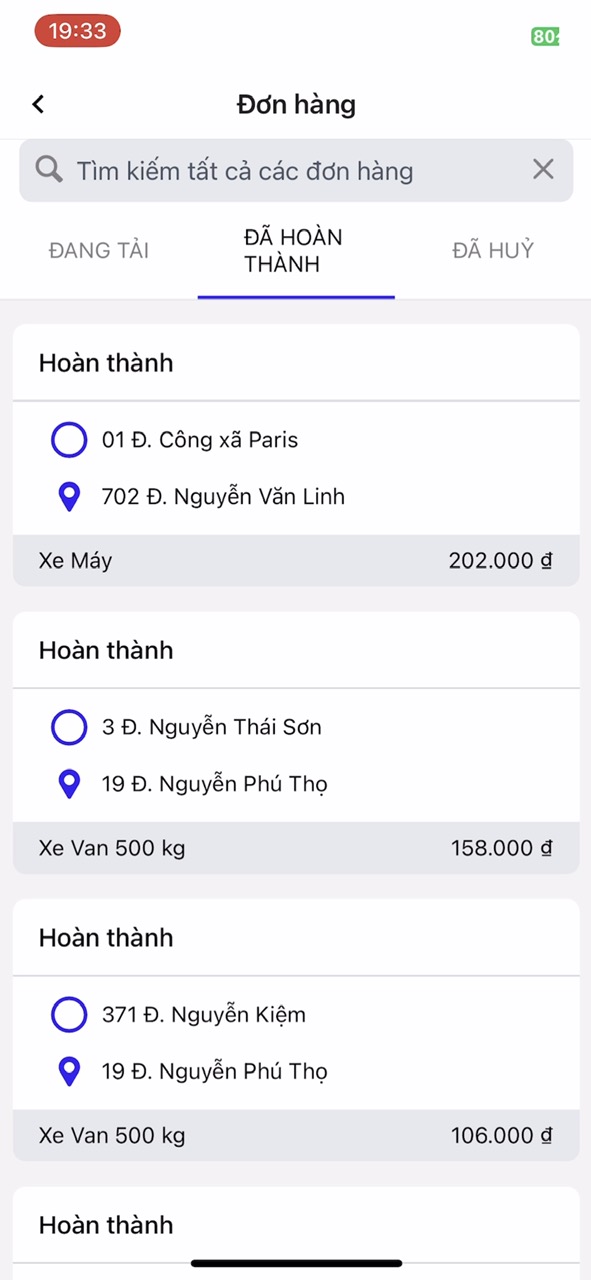 19:33
80
Đơn hàng
Tìm kiếm tất cả các đơn hàng
ĐANG TẢI
ĐÃ HOÀN
THÀNH
ĐÃ HUỶ
Hoàn thành
01 Đ. Công xã Paris
702 Đ. Nguyễn Văn Linh
Xe Máy 202.000 ₫
Hoàn thành
3 Đ. Nguyễn Thái Sơn
19 Đ. Nguyễn Phú Thọ
Xe Van 500 kg 158.000 ₫
Hoàn thành
371 Đ. Nguyễn Kiệm
19 Đ. Nguyễn Phú Thọ
Xe Van 500 kg 106.000 ₫
Hoàn thành